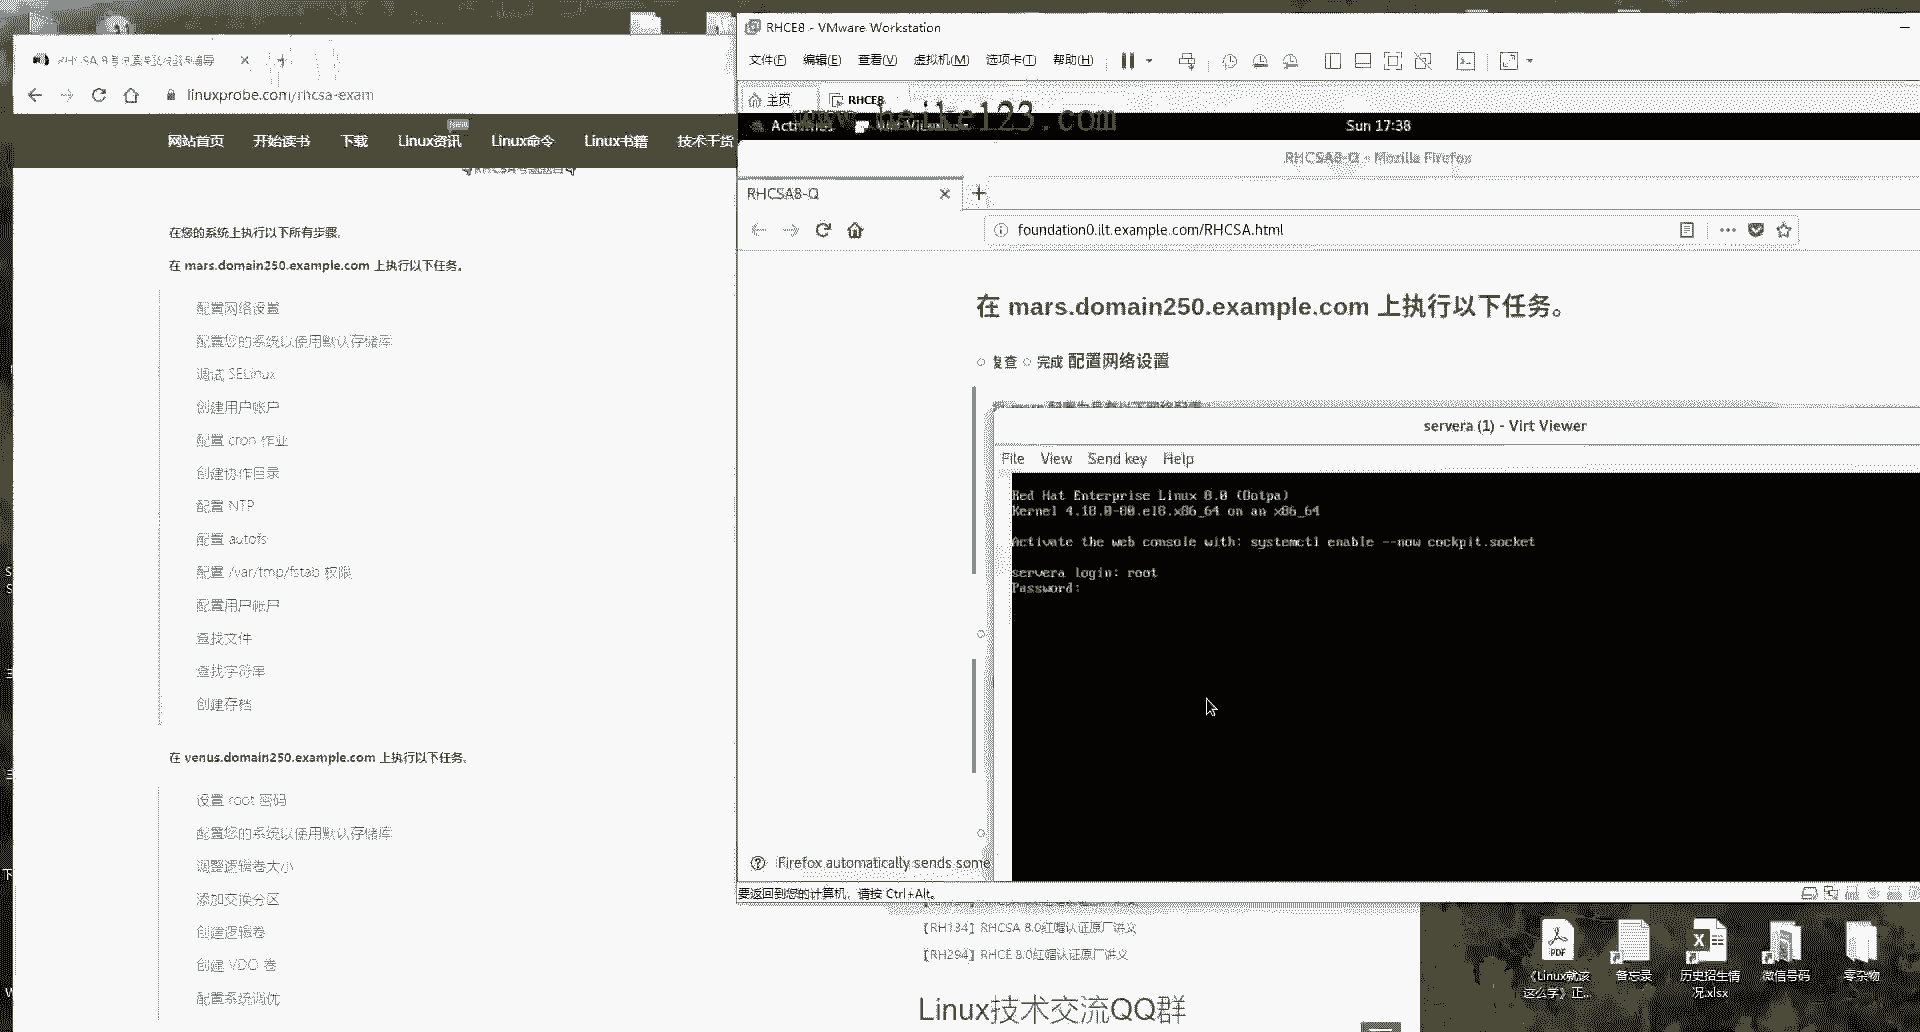 RHCE8 - VMware Workstation
文件(F) 编辑(E) 查看(V) 虚拟机(M) 选项卡(T) 帮助(H)
linuxprobe.com/rhcsa-exam
主页
RHCE8
www.heike123.com
Sun 17:38
网站首页 开始读书 下载 Linux资讯 Linux命令 Linux书籍 技术干货
New
RHCSA8-Q - Mozilla Firefox
RHCSA8-Q
foundation0.ilt.example.com/RHCSA.html
在您的系统上执行以下所有步骤。
在 mars.domain250.example.com 上执行以下任务。
配置网络设置
配置您的系统以使用默认存储库
调试 SELinux
创建用户帐户
配置 cron 作业
创建协作目录
配置 NTP
配置 autofs
配置 /var/tmp/fstab 权限
配置用户帐户
查找文件
查找字符串
创建存档
在 venus.domain250.example.com 上执行以下任务。
设置 root 密码
配置您的系统以使用默认存储库
调整逻辑卷大小
添加交换分区
创建逻辑卷
创建 VDO 卷
配置系统调优
在 mars.domain250.example.com 上执行以下任务。
复查 完成 配置网络设置
servera (1) - Virt Viewer
File View Send key Help
Red Hat Enterprise Linux 8.0 (Ootpa)
Kernel 4.18.0-80.el8.x86_64 on an x86_64
Activate the web console with: systemctl enable --now cockpit.socket
servera login: root
Password:
Firefox automatically sends some
要返回到您的计算机，请按 Ctrl+Alt。
【RH134】RHCSA 8.0红帽认证原厂讲义
【RH294】RHCE 8.0红帽认证原厂讲义
Linux技术交流QQ群
PDF
《Linux就该
这么学》正...
备忘录
历史招生情
况.xlsx
微信号码
零杂物